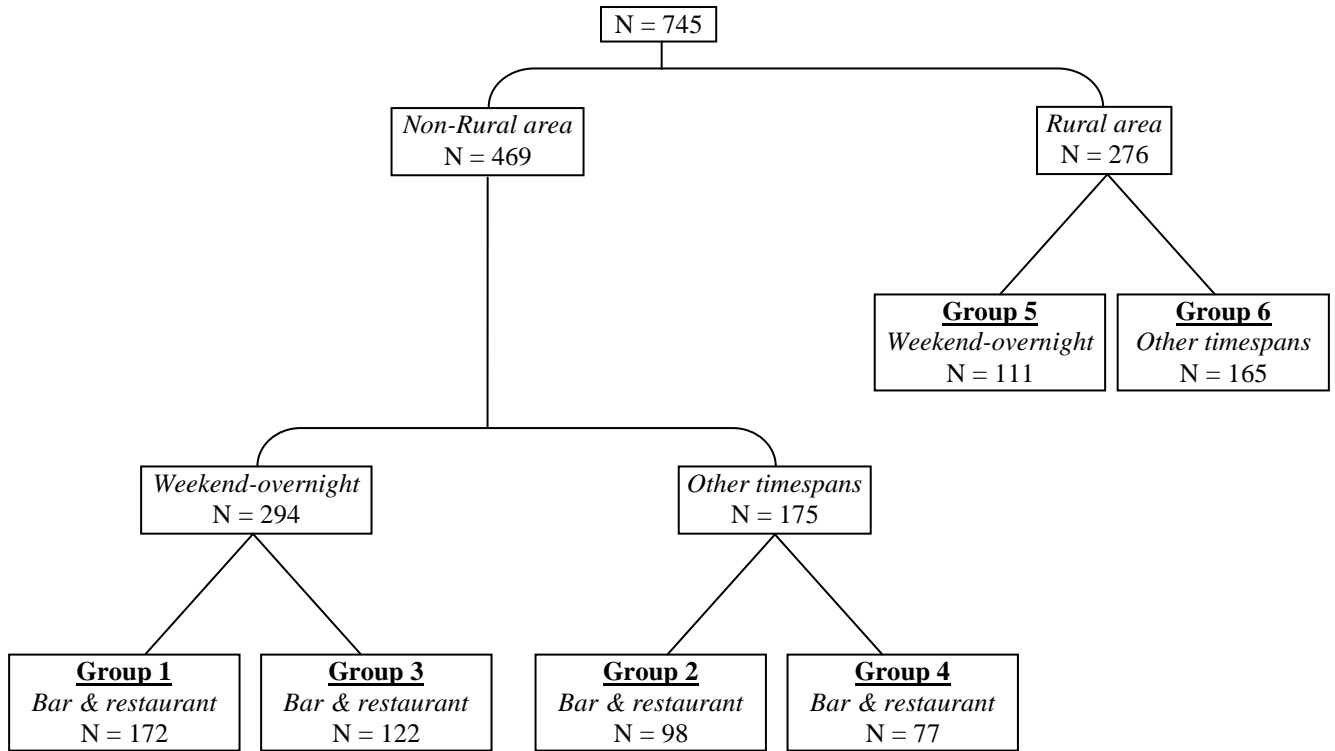 N = 745
Non-Rural area
N = 469
Rural area
N = 276
Group 5
Weekend-overnight
N = 111
Group 6
Other timespans
N = 165
Weekend-overnight
N = 294
Other timespans
N = 175
Group 1
Bar & restaurant
N = 172
Group 3
Bar & restaurant
N = 122
Group 2
Bar & restaurant
N = 98
Group 4
Bar & restaurant
N = 77